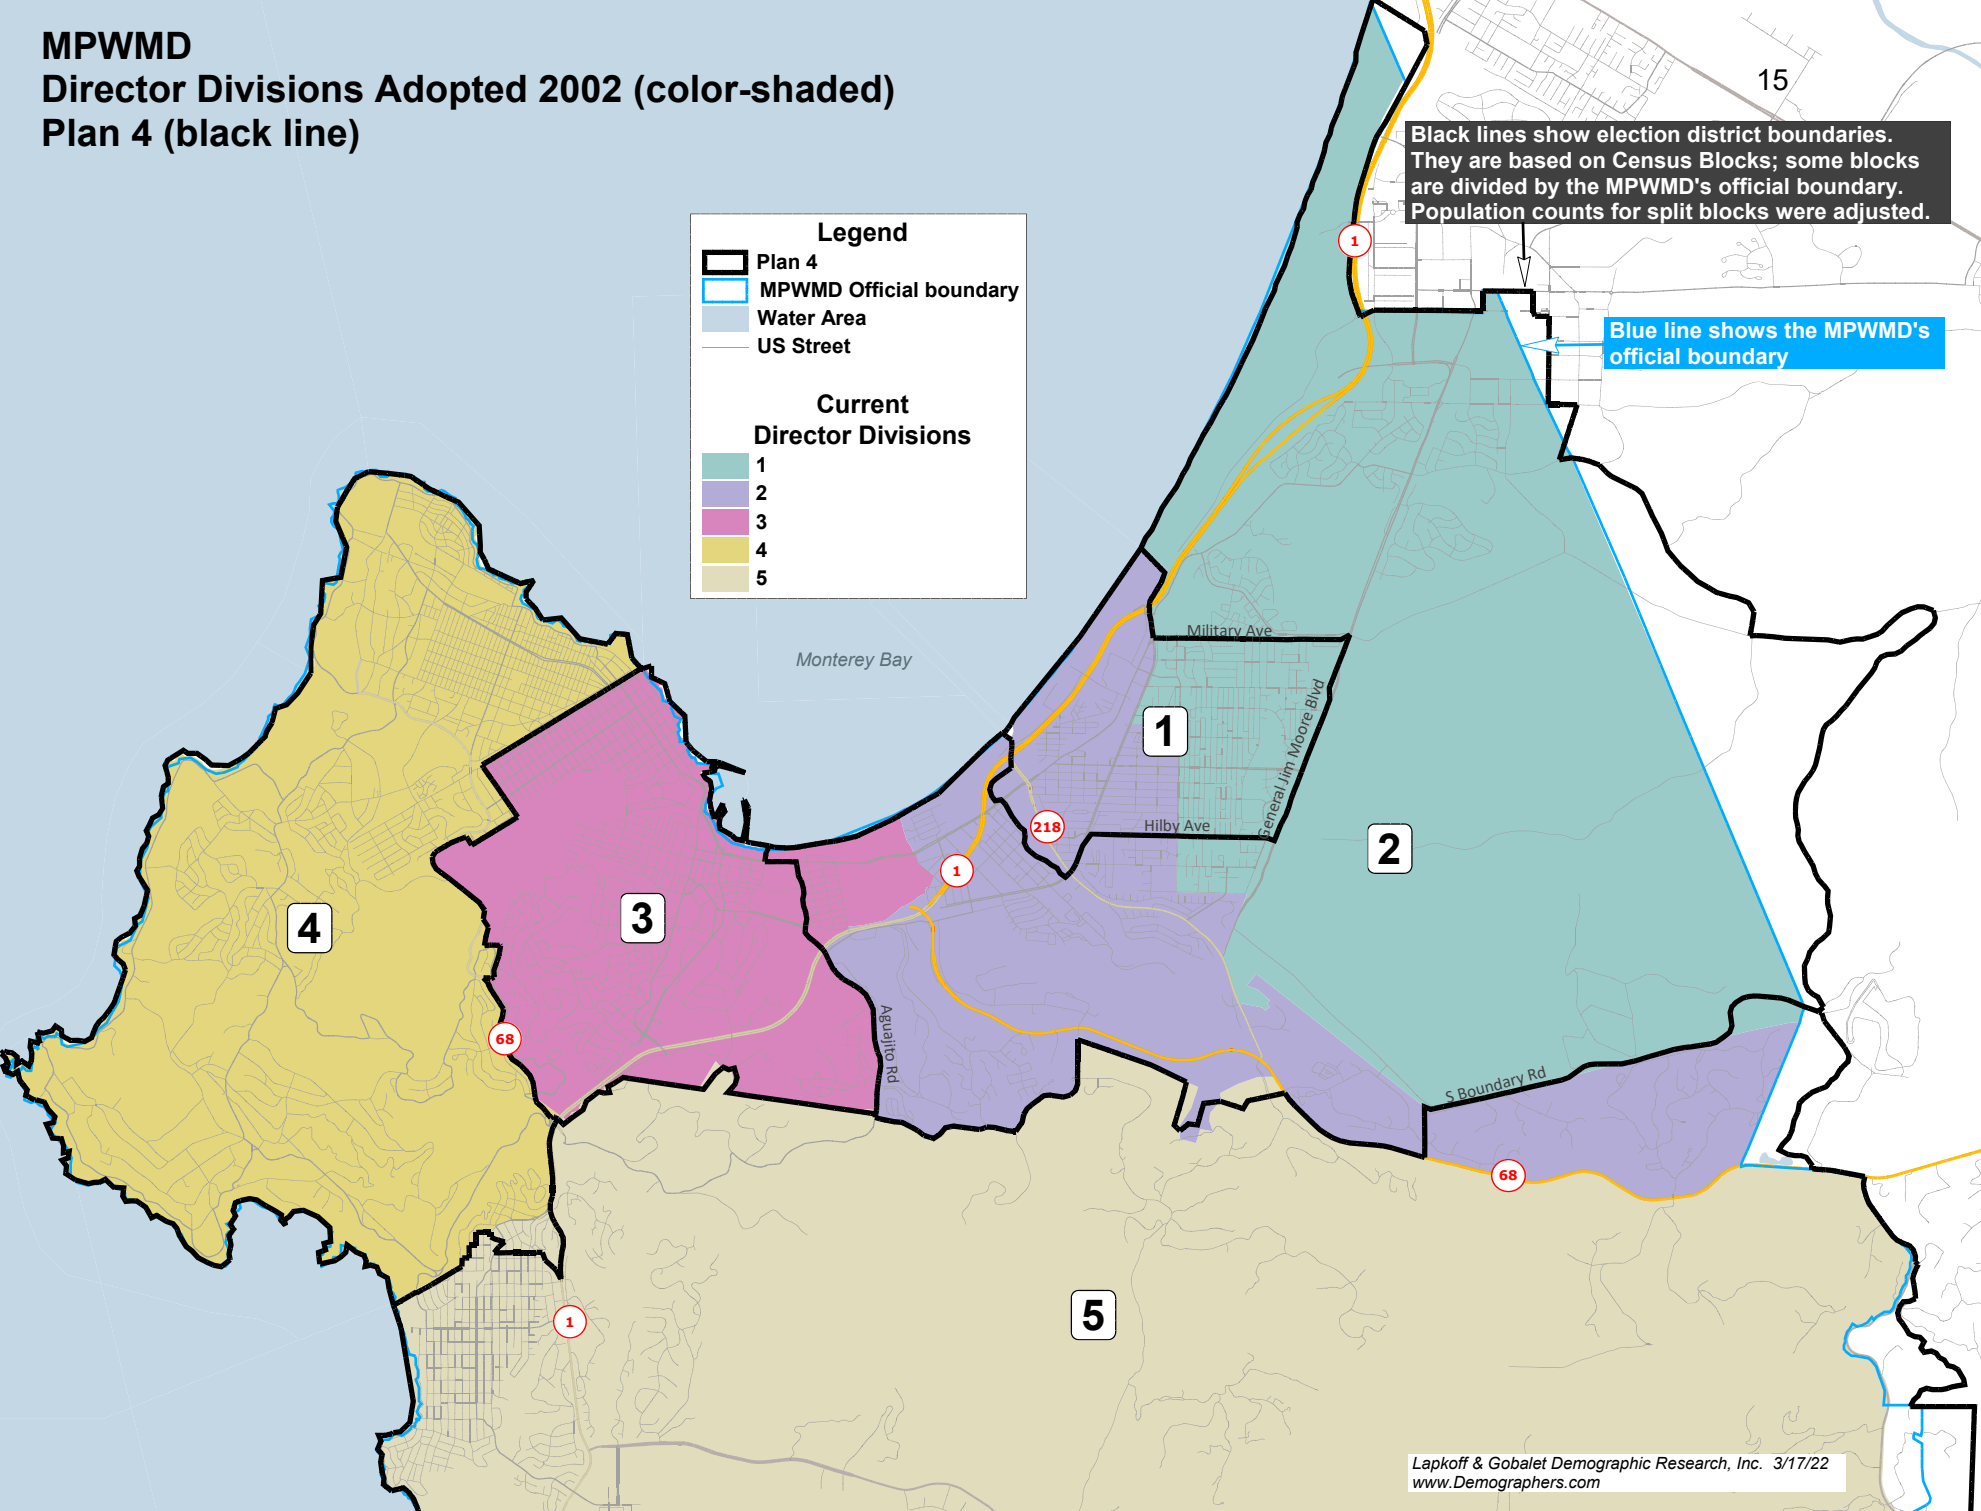 MPWMD
Director Divisions Adopted 2002 (color-shaded)
Plan 4 (black line)
15
Black lines show election district boundaries.
They are based on Census Blocks; some blocks
are divided by the MPWMD's official boundary.
Population counts for split blocks were adjusted.
Legend
Plan 4
MPWMD Official boundary
Water Area
US Street
Current
Director Divisions
1
2
3
4
5
1
Blue line shows the MPWMD's
official boundary
Monterey Bay
Military Ave
General Jim Moore Blvd
1
Hilby Ave
218
2
1
3
4
Aguajito Rd
68
S Boundary Rd
68
5
1
Lapkoff & Gobalet Demographic Research, Inc. 3/17/22
www.Demographers.com